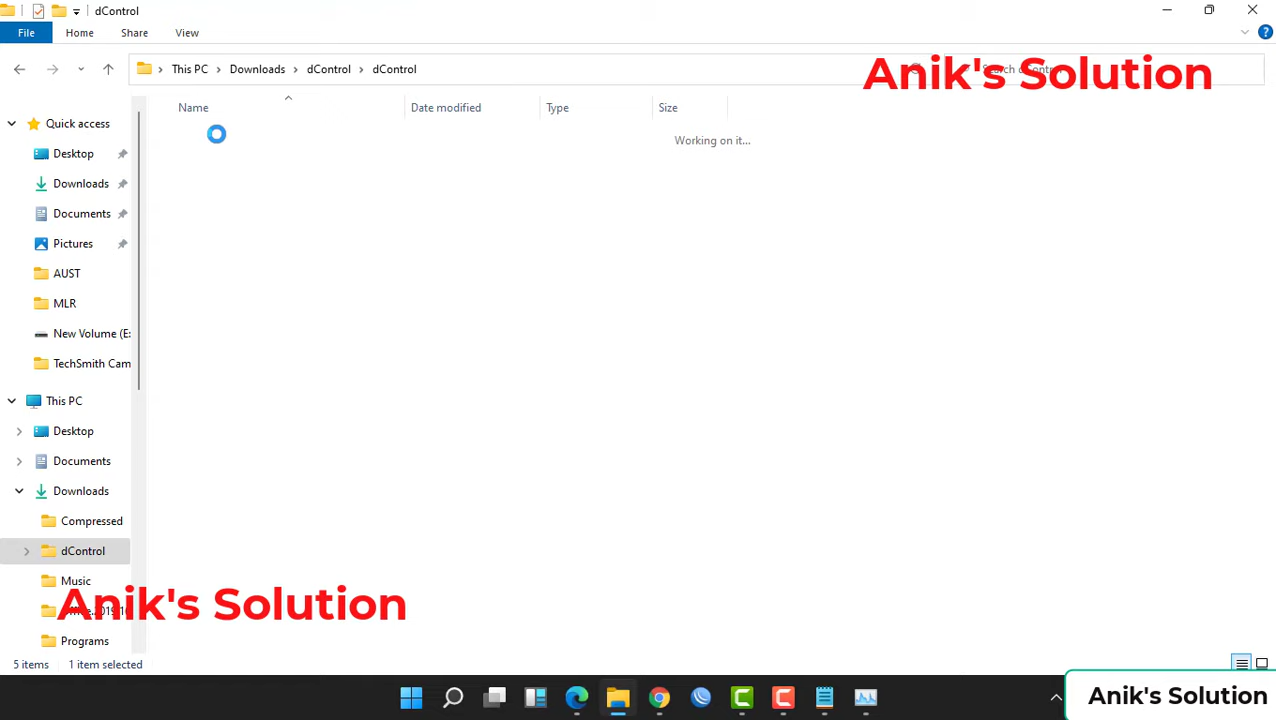 dControl
File Home Share View
This PC Downloads dControl dControl
Anik's Solution
Name Date modified Type Size
Working on it...
Quick access
Desktop
Downloads
Documents
Pictures
AUST
MLR
New Volume (E:
TechSmith Cam
This PC
Desktop
Documents
Downloads
Compressed
dControl
Music
Anik's Solution
Programs
5 items 1 item selected
Anik's Solution